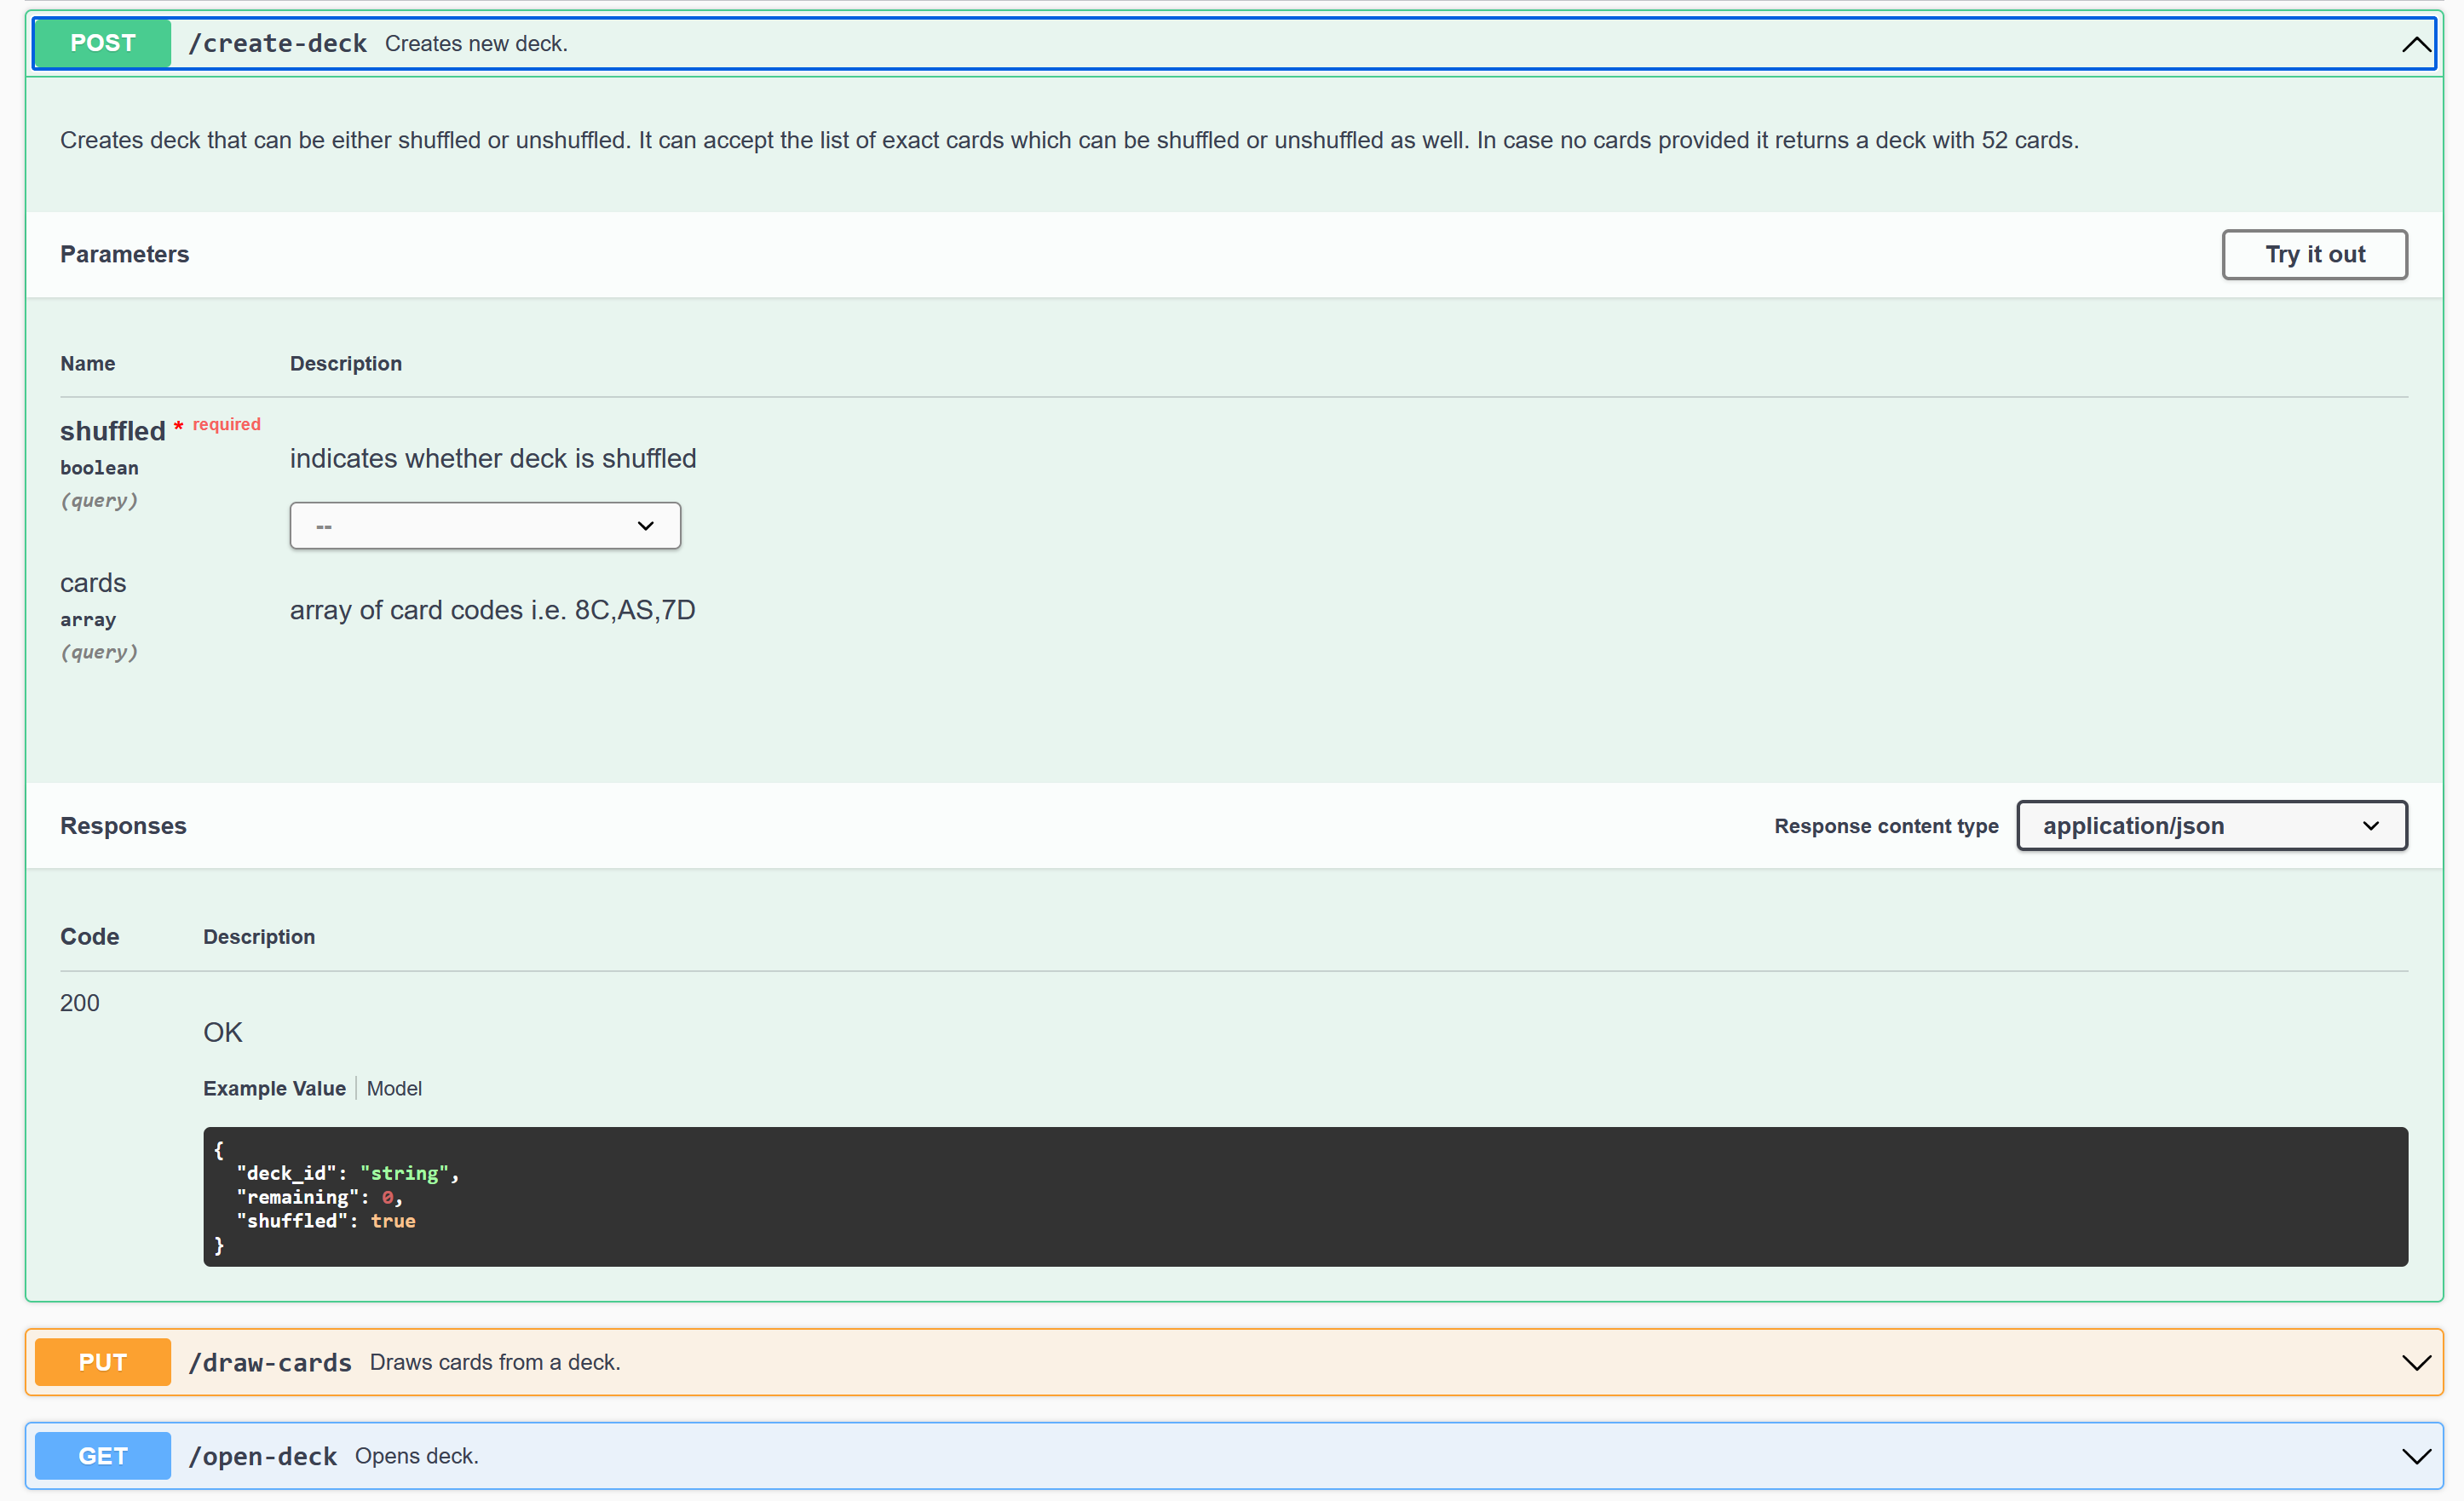 POST /create-deck Creates new deck.
Creates deck that can be either shuffled or unshuffled. It can accept the list of exact cards which can be shuffled or unshuffled as well. In case no cards provided it returns a deck with 52 cards.
Parameters Try it out
Name Description
shuffled * required
boolean
(query)
indicates whether deck is shuffled
--
cards
array
(query)
array of card codes i.e. 8C,AS,7D
Responses Response content type application/json
Code Description
200
OK
Example Value Model
{
"deck_id": "string",
"remaining": 0,
"shuffled": true
}
PUT /draw-cards Draws cards from a deck.
GET /open-deck Opens deck.